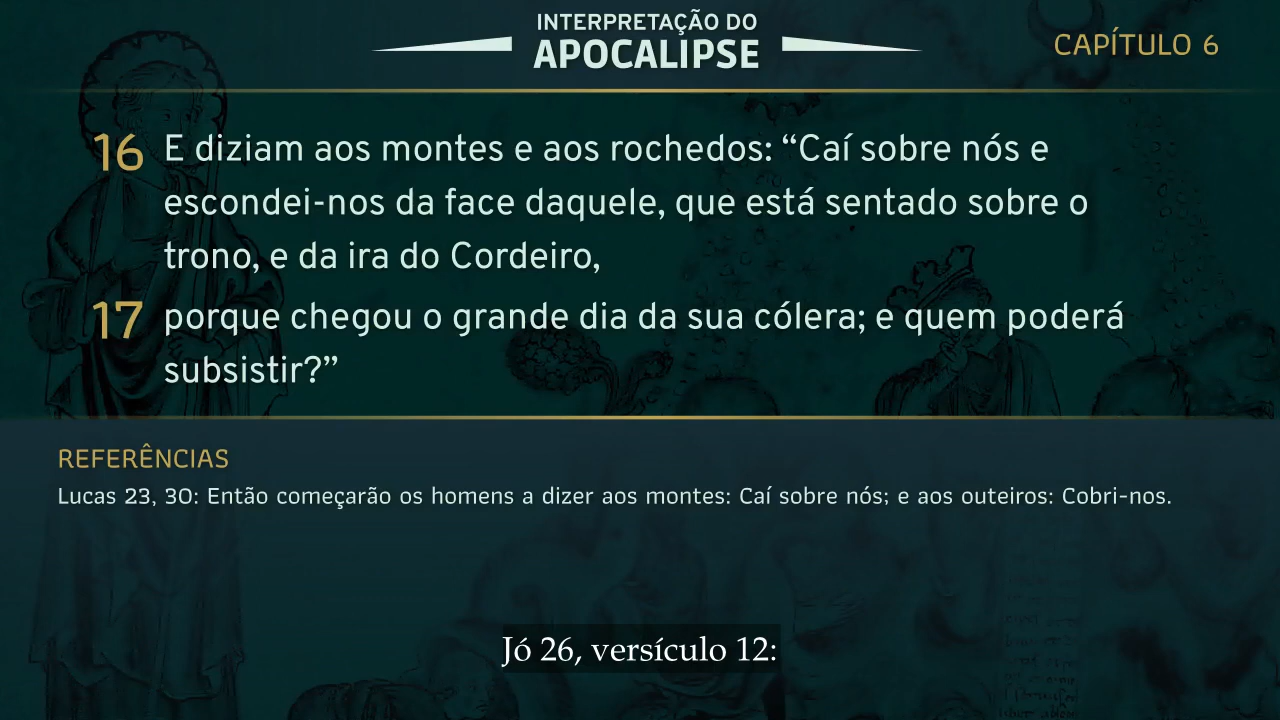 INTERPRETAÇÃO DO
APOCALIPSE
CAPÍTULO 6
16 E diziam aos montes e aos rochedos: “Caí sobre nós e
escondei-nos da face daquele, que está sentado sobre o
trono, e da ira do Cordeiro,
17 porque chegou o grande dia da sua cólera; e quem poderá
subsistir?”
REFERÊNCIAS
Lucas 23, 30: Então começarão os homens a dizer aos montes: Caí sobre nós; e aos outeiros: Cobri-nos.
Jó 26, versículo 12: